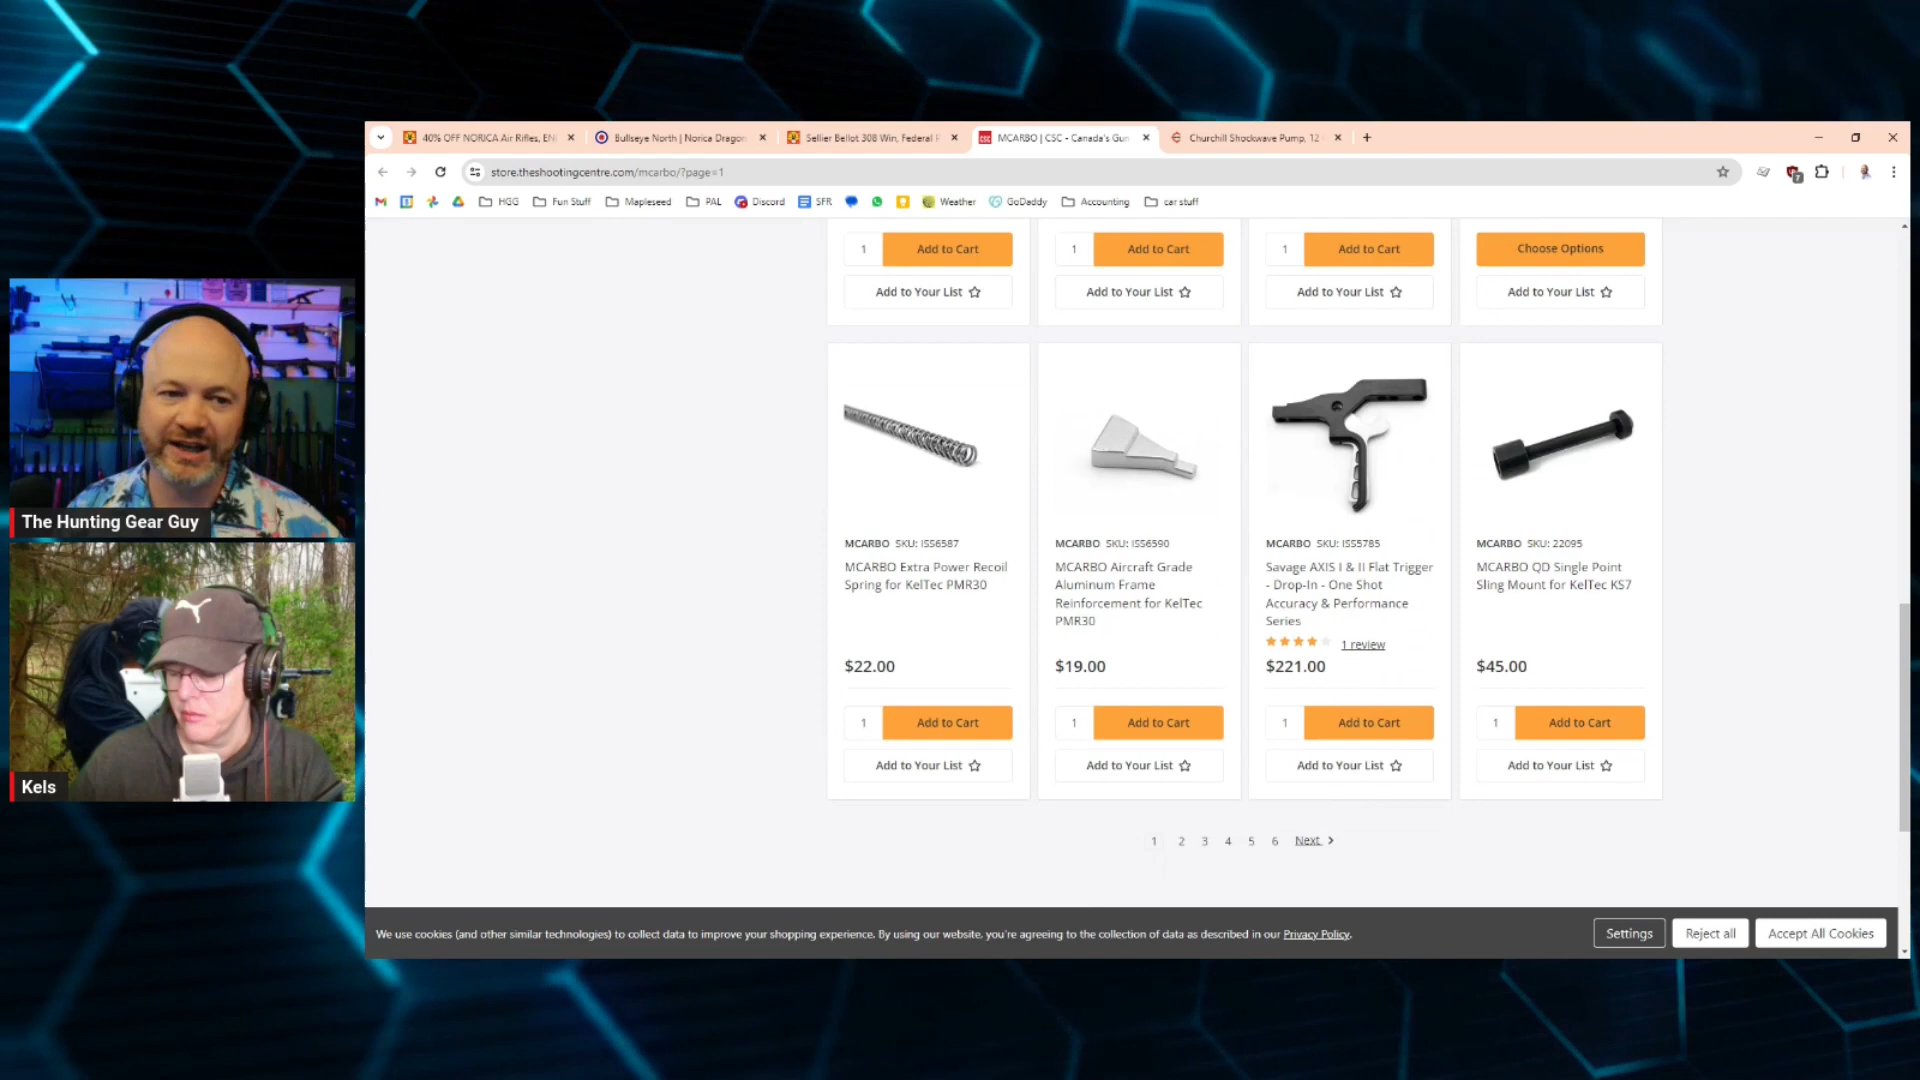 40% OFF NORICA Air Rifles, EN
Bullseye North | Norica Dragon
Sellier Bellot 308 Win, Federal F
MCARBO | CSC - Canada's Gun
Churchill Shockwave Pump, 12
store.theshootingcentre.com/mcarbo/?page=1
HGG
Fun Stuff
Mapleseed
PAL
Discord
SFR
Weather
GoDaddy
Accounting
car stuff
7
1 Add to Cart
1 Add to Cart
1 Add to Cart
Choose Options
Add to Your List
Add to Your List
Add to Your List
Add to Your List
MCARBO SKU: ISS6587
MCARBO Extra Power Recoil
Spring for KelTec PMR30
$22.00
1 Add to Cart
Add to Your List
MCARBO SKU: ISS6590
MCARBO Aircraft Grade
Aluminum Frame
Reinforcement for KelTec
PMR30
$19.00
1 Add to Cart
Add to Your List
MCARBO SKU: ISS5785
Savage AXIS I & II Flat Trigger
- Drop-In - One Shot
Accuracy & Performance
Series
1 review
$221.00
1 Add to Cart
Add to Your List
MCARBO SKU: 22095
MCARBO QD Single Point
Sling Mount for KelTec KS7
$45.00
1 Add to Cart
Add to Your List
1 2 3 4 5 6 Next
We use cookies (and other similar technologies) to collect data to improve your shopping experience. By using our website, you're agreeing to the collection of data as described in our Privacy Policy.
Settings
Reject all
Accept All Cookies
The Hunting Gear Guy
Kels